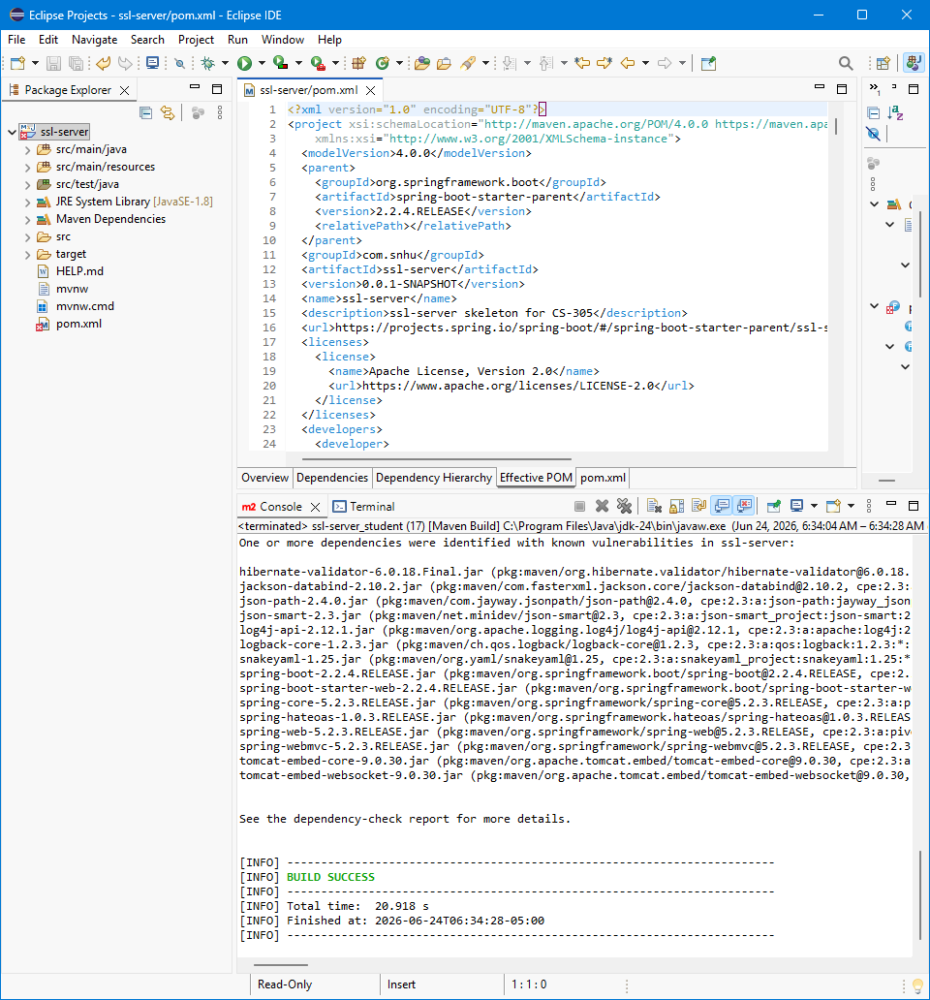 Eclipse Projects - ssl-server/pom.xml - Eclipse IDE
File Edit Navigate Search Project Run Window Help
Package Explorer
ssl-server
src/main/java
src/main/resources
src/test/java
JRE System Library [JavaSE-1.8]
Maven Dependencies
src
target
HELP.md
mvnw
mvnw.cmd
pom.xml
ssl-server/pom.xml
1 <?xml version="1.0" encoding="UTF-8"?>
2 <project xsi:schemaLocation="http://maven.apache.org/POM/4.0.0 https://maven.apa
3 xmlns:xsi="http://www.w3.org/2001/XMLSchema-instance">
4 <modelVersion>4.0.0</modelVersion>
5 <parent>
6 <groupId>org.springframework.boot</groupId>
7 <artifactId>spring-boot-starter-parent</artifactId>
8 <version>2.2.4.RELEASE</version>
9 <relativePath></relativePath>
10 </parent>
11 <groupId>com.snhu</groupId>
12 <artifactId>ssl-server</artifactId>
13 <version>0.0.1-SNAPSHOT</version>
14 <name>ssl-server</name>
15 <description>ssl-server skeleton for CS-305</description>
16 <url>https://projects.spring.io/spring-boot/#/spring-boot-starter-parent/ssl-s
17 <licenses>
18 <license>
19 <name>Apache License, Version 2.0</name>
20 <url>https://www.apache.org/licenses/LICENSE-2.0</url>
21 </license>
22 </licenses>
23 <developers>
24 <developer>
Overview Dependencies Dependency Hierarchy Effective POM pom.xml
m2 Console Terminal
<terminated> ssl-server_student (17) [Maven Build] C:\Program Files\Java\jdk-24\bin\javaw.exe (Jun 24, 2026, 6:34:04 AM – 6:34:28 AM
One or more dependencies were identified with known vulnerabilities in ssl-server:
hibernate-validator-6.0.18.Final.jar (pkg:maven/org.hibernate.validator/hibernate-validator@6.0.18.
jackson-databind-2.10.2.jar (pkg:maven/com.fasterxml.jackson.core/jackson-databind@2.10.2, cpe:2.3:
json-path-2.4.0.jar (pkg:maven/com.jayway.jsonpath/json-path@2.4.0, cpe:2.3:a:json-path:jayway_json
json-smart-2.3.jar (pkg:maven/net.minidev/json-smart@2.3, cpe:2.3:a:json-smart_project:json-smart:2
log4j-api-2.12.1.jar (pkg:maven/org.apache.logging.log4j/log4j-api@2.12.1, cpe:2.3:a:apache:log4j:2
logback-core-1.2.3.jar (pkg:maven/ch.qos.logback/logback-core@1.2.3, cpe:2.3:a:qos:logback:1.2.3:*:
snakeyaml-1.25.jar (pkg:maven/org.yaml/snakeyaml@1.25, cpe:2.3:a:snakeyaml_project:snakeyaml:1.25:*
spring-boot-2.2.4.RELEASE.jar (pkg:maven/org.springframework.boot/spring-boot@2.2.4.RELEASE, cpe:2.
spring-boot-starter-web-2.2.4.RELEASE.jar (pkg:maven/org.springframework.boot/spring-boot-starter-w
spring-core-5.2.3.RELEASE.jar (pkg:maven/org.springframework/spring-core@5.2.3.RELEASE, cpe:2.3:a:p
spring-hateoas-1.0.3.RELEASE.jar (pkg:maven/org.springframework.hateoas/spring-hateoas@1.0.3.RELEAS
spring-web-5.2.3.RELEASE.jar (pkg:maven/org.springframework/spring-web@5.2.3.RELEASE, cpe:2.3:a:piv
spring-webmvc-5.2.3.RELEASE.jar (pkg:maven/org.springframework/spring-webmvc@5.2.3.RELEASE, cpe:2.3
tomcat-embed-core-9.0.30.jar (pkg:maven/org.apache.tomcat.embed/tomcat-embed-core@9.0.30, cpe:2.3:a
tomcat-embed-websocket-9.0.30.jar (pkg:maven/org.apache.tomcat.embed/tomcat-embed-websocket@9.0.30,
See the dependency-check report for more details.
[INFO] ------------------------------------------------------------------------
[INFO] BUILD SUCCESS
[INFO] ------------------------------------------------------------------------
[INFO] Total time:  20.918 s
[INFO] Finished at: 2026-06-24T06:34:28-05:00
[INFO] ------------------------------------------------------------------------
Read-Only Insert 1 : 1 : 0